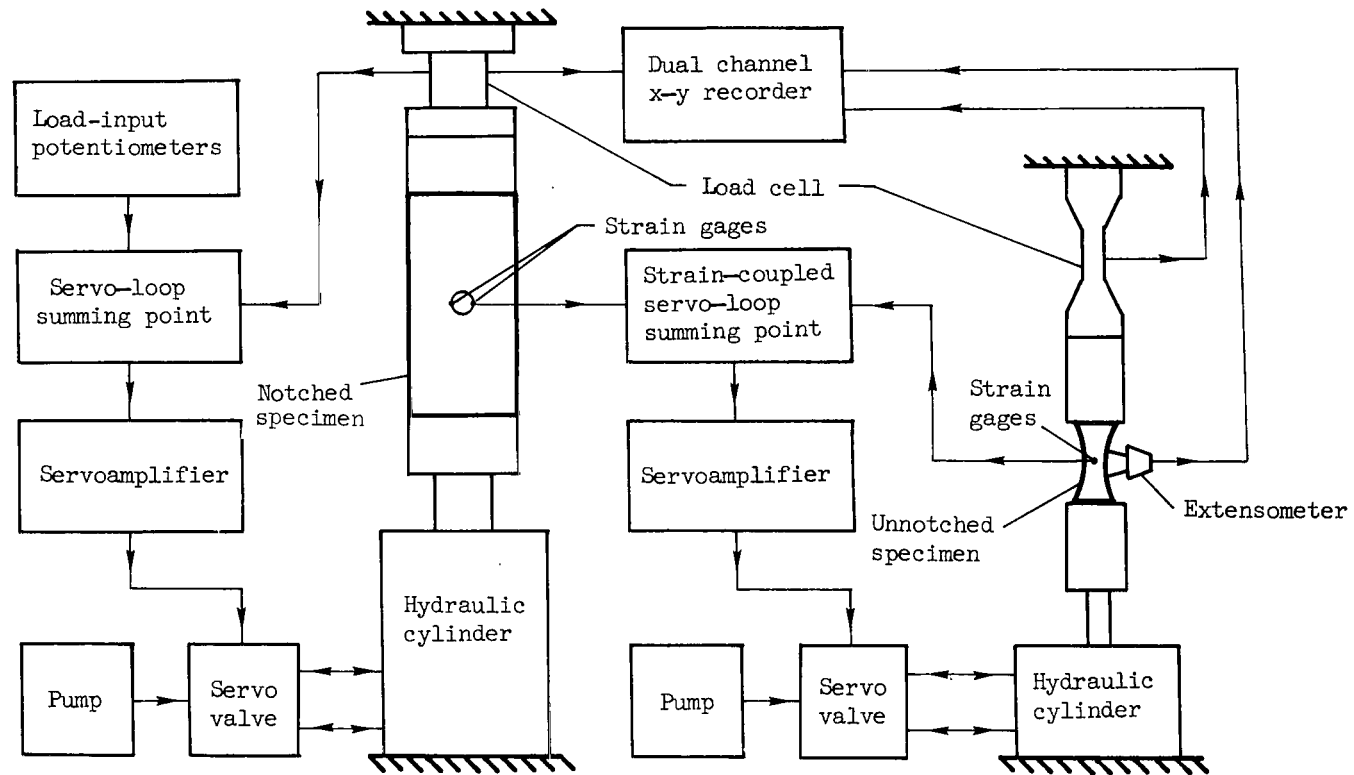 Load-input
potentiometers
Servo-loop
summing point
Servoamplifier
Pump
Servo
valve
Notched
specimen
Hydraulic
cylinder
Dual channel
x-y recorder
Load cell
Strain gages
Strain-coupled
servo-loop
summing point
Servoamplifier
Pump
Servo
valve
Strain
gages
Extensometer
Unnotched
specimen
Hydraulic
cylinder